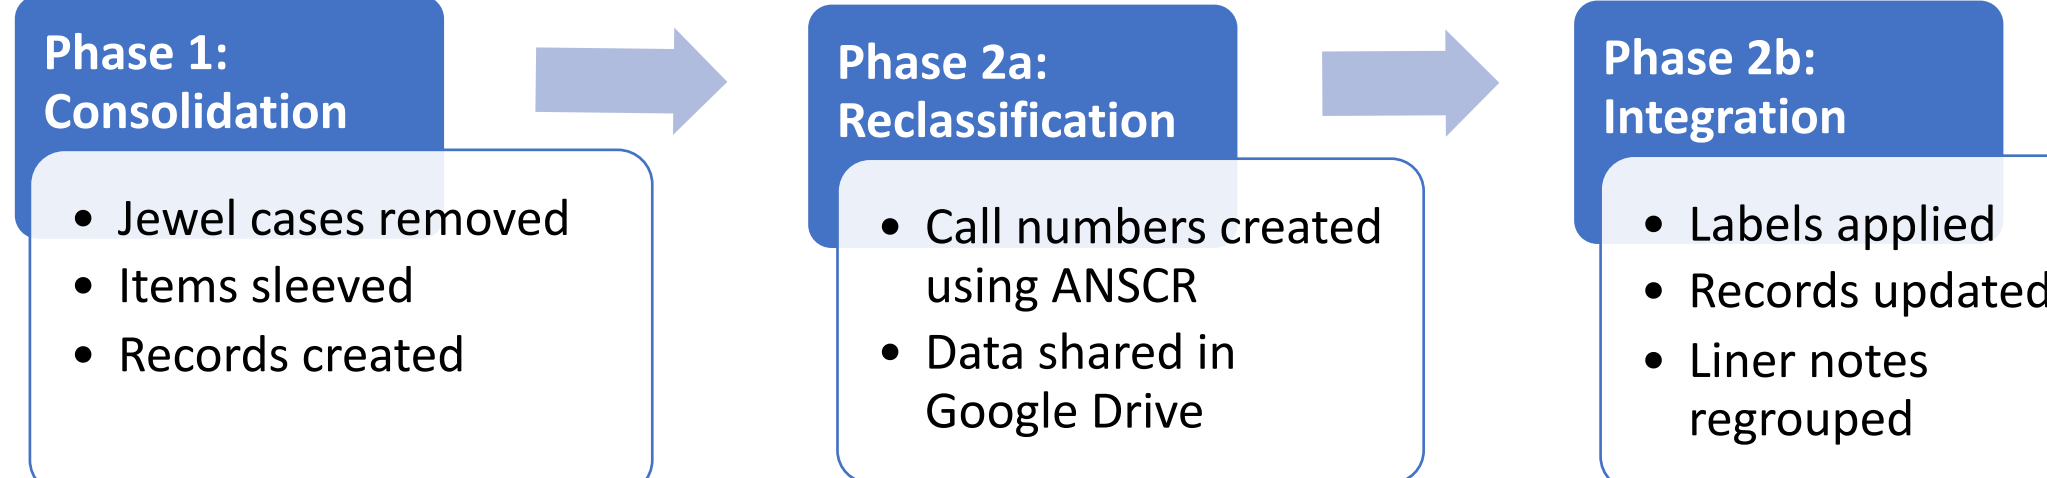 Phase 1:
Consolidation
• Jewel cases removed
• Items sleeved
• Records created
Phase 2a:
Reclassification
• Call numbers created
using ANSCR
• Data shared in
Google Drive
Phase 2b:
Integration
• Labels applied
• Records updated
• Liner notes
regrouped